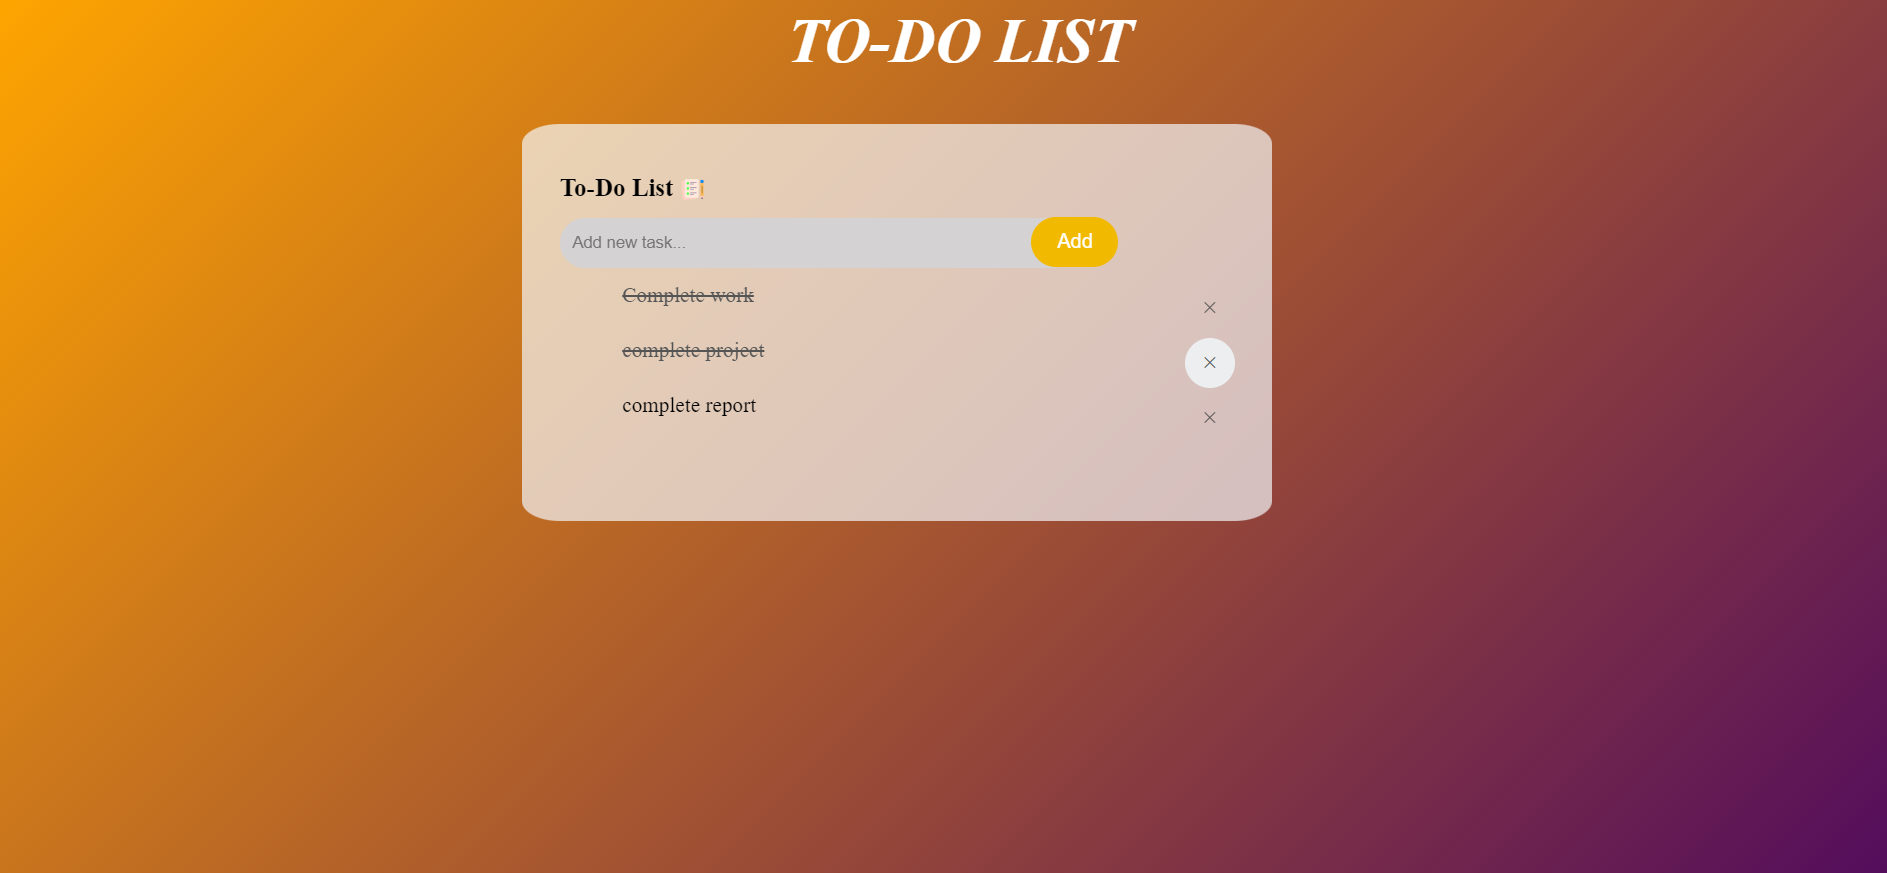 TO-DO LIST
To-Do List
Add new task...
Add
Complete work ×
complete project ×
complete report ×